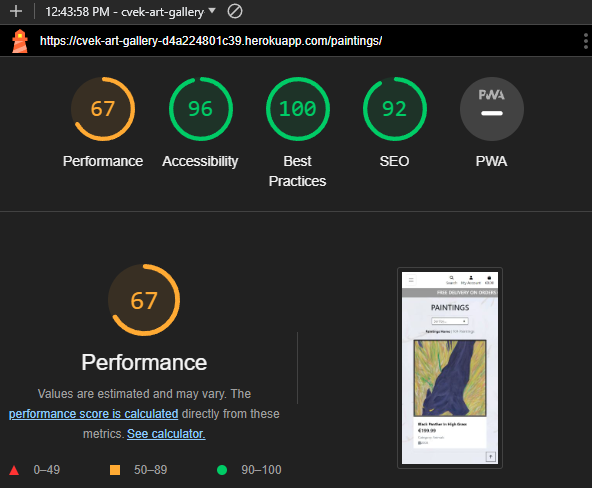 12:43:58 PM - cvek-art-gallery
https://cvek-art-gallery-d4a224801c39.herokuapp.com/paintings/
67 96 100 92 PWA
Performance Accessibility Best Practices SEO PWA
67
Performance
Values are estimated and may vary. The
performance score is calculated directly from these
metrics. See calculator.
0–49 50–89 90–100
Search My Account €0.00
FREE DELIVERY ON ORDERS
PAINTINGS
Black Panther in High Grass
€199.99